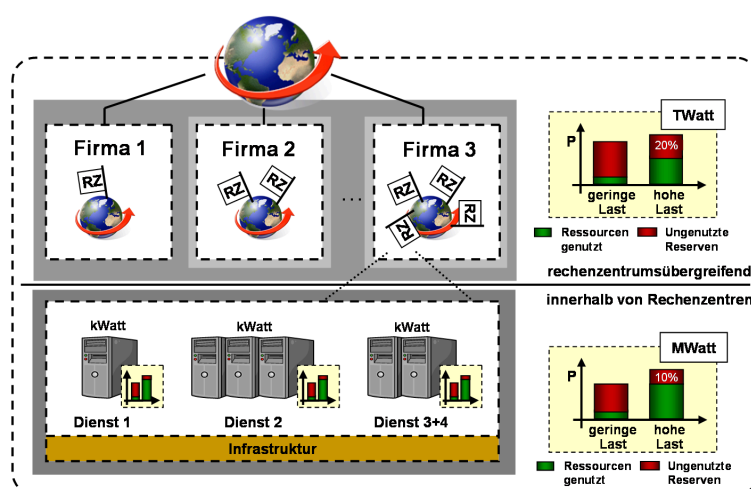 Firma 1
Firma 2
Firma 3
RZ
RZ
RZ
RZ
RZ
RZ
RZ
...
TWatt
P
20%
geringe
Last
hohe
Last
Ressourcen
genutzt
Ungenutzte
Reserven
rechenzentrumsübergreifend
innerhalb von Rechenzentren
kWatt
kWatt
kWatt
Dienst 1
Dienst 2
Dienst 3+4
Infrastruktur
MWatt
P
10%
geringe
Last
hohe
Last
Ressourcen
genutzt
Ungenutzte
Reserven